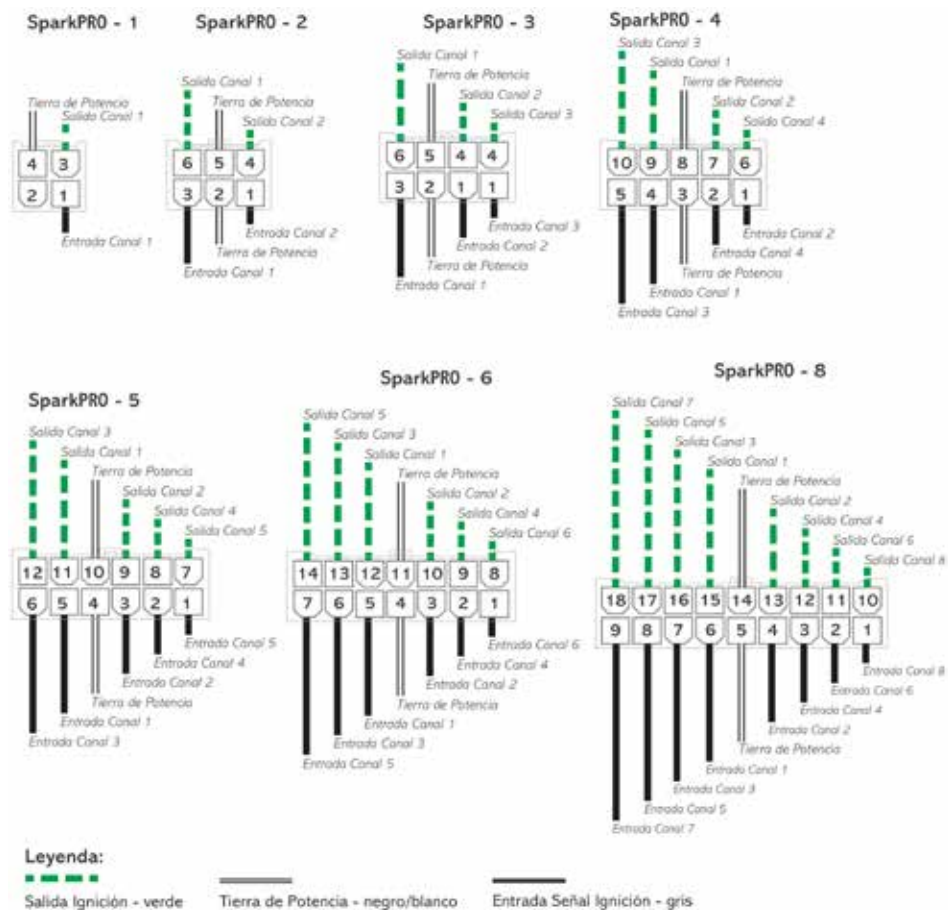 SparkPRO - 1
Tierra de Potencia
Salida Canal 1
4 3
2 1
Entrada Canal 1
SparkPRO - 2
Salida Canal 1
Tierra de Potencia
Salida Canal 2
6 5 4
3 2 1
Entrada Canal 2
Tierra de Potencia
Entrada Canal 1
SparkPRO - 3
Salida Canal 1
Tierra de Potencia
Salida Canal 2
Salida Canal 3
6 5 4 4
3 2 1 1
Entrada Canal 3
Entrada Canal 2
Tierra de Potencia
Entrada Canal 1
SparkPRO - 4
Salida Canal 3
Salida Canal 1
Tierra de Potencia
Salida Canal 2
Salida Canal 4
10 9 8 7 6
5 4 3 2 1
Entrada Canal 2
Entrada Canal 4
Tierra de Potencia
Entrada Canal 1
Entrada Canal 3
SparkPRO - 5
Salida Canal 3
Salida Canal 1
Tierra de Potencia
Salida Canal 2
Salida Canal 4
Salida Canal 5
12 11 10 9 8 7
6 5 4 3 2 1
Entrada Canal 5
Entrada Canal 4
Entrada Canal 2
Tierra de Potencia
Entrada Canal 1
Entrada Canal 3
SparkPRO - 6
Salida Canal 5
Salida Canal 3
Salida Canal 1
Tierra de Potencia
Salida Canal 2
Salida Canal 4
Salida Canal 6
14 13 12 11 10 9 8
7 6 5 4 3 2 1
Entrada Canal 6
Entrada Canal 4
Entrada Canal 2
Tierra de Potencia
Entrada Canal 1
Entrada Canal 3
Entrada Canal 5
SparkPRO - 8
Salida Canal 7
Salida Canal 5
Salida Canal 3
Salida Canal 1
Tierra de Potencia
Salida Canal 2
Salida Canal 4
Salida Canal 6
Salida Canal 8
18 17 16 15 14 13 12 11 10
9 8 7 6 5 4 3 2 1
Entrada Canal 8
Entrada Canal 6
Entrada Canal 4
Entrada Canal 2
Tierra de Potencia
Entrada Canal 1
Entrada Canal 3
Entrada Canal 5
Entrada Canal 7
Leyenda:
Salida Ignición - verde
Tierra de Potencia - negro/blanco
Entrada Señal Ignición - gris